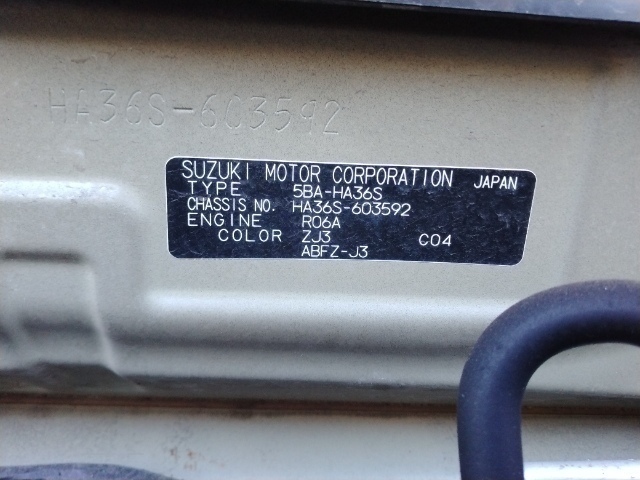 HA36S-603592
SUZUKI MOTOR CORPORATION JAPAN
TYPE 5BA-HA36S
CHASSIS NO. HA36S-603592
ENGINE R06A
COLOR ZJ3 C04
ABFZ-J3